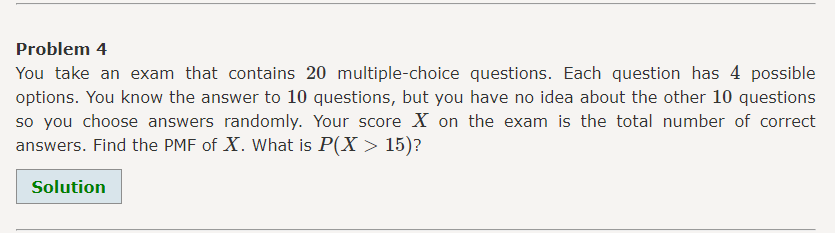 Problem 4
You take an exam that contains 20 multiple-choice questions. Each question has 4 possible
options. You know the answer to 10 questions, but you have no idea about the other 10 questions
so you choose answers randomly. Your score X on the exam is the total number of correct
answers. Find the PMF of X. What is P(X > 15)?
Solution